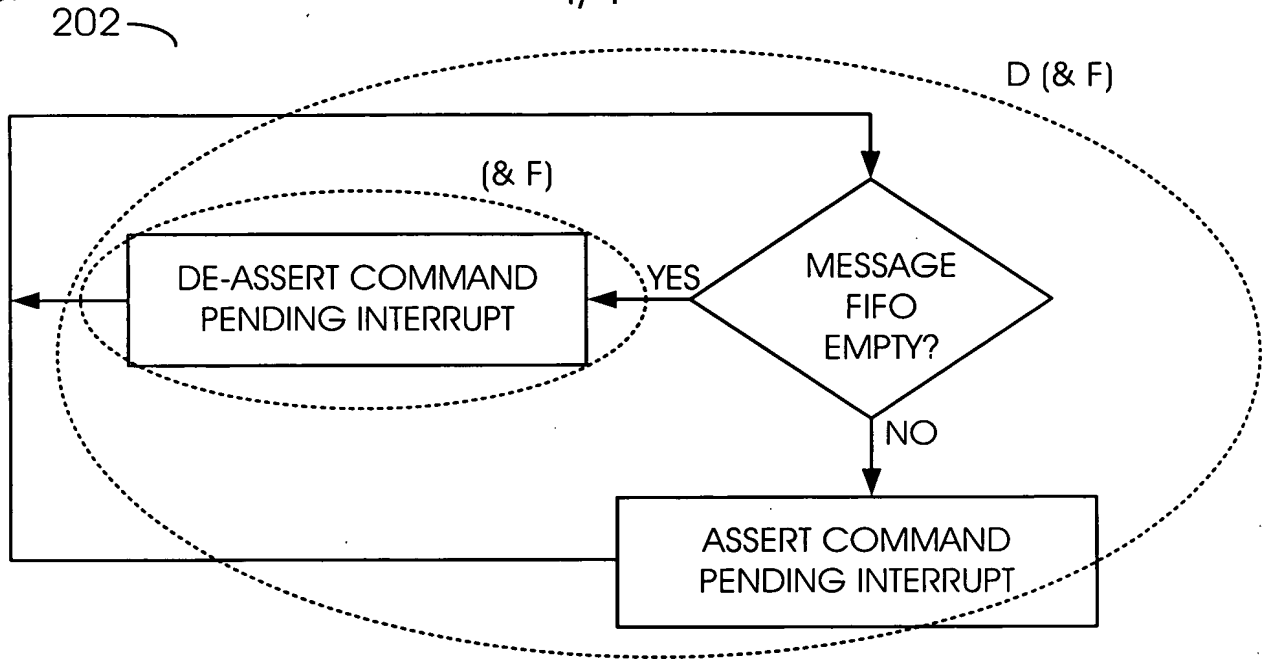 202
D (& F)
(& F)
DE-ASSERT COMMAND
PENDING INTERRUPT
YES
MESSAGE
FIFO
EMPTY?
NO
ASSERT COMMAND
PENDING INTERRUPT